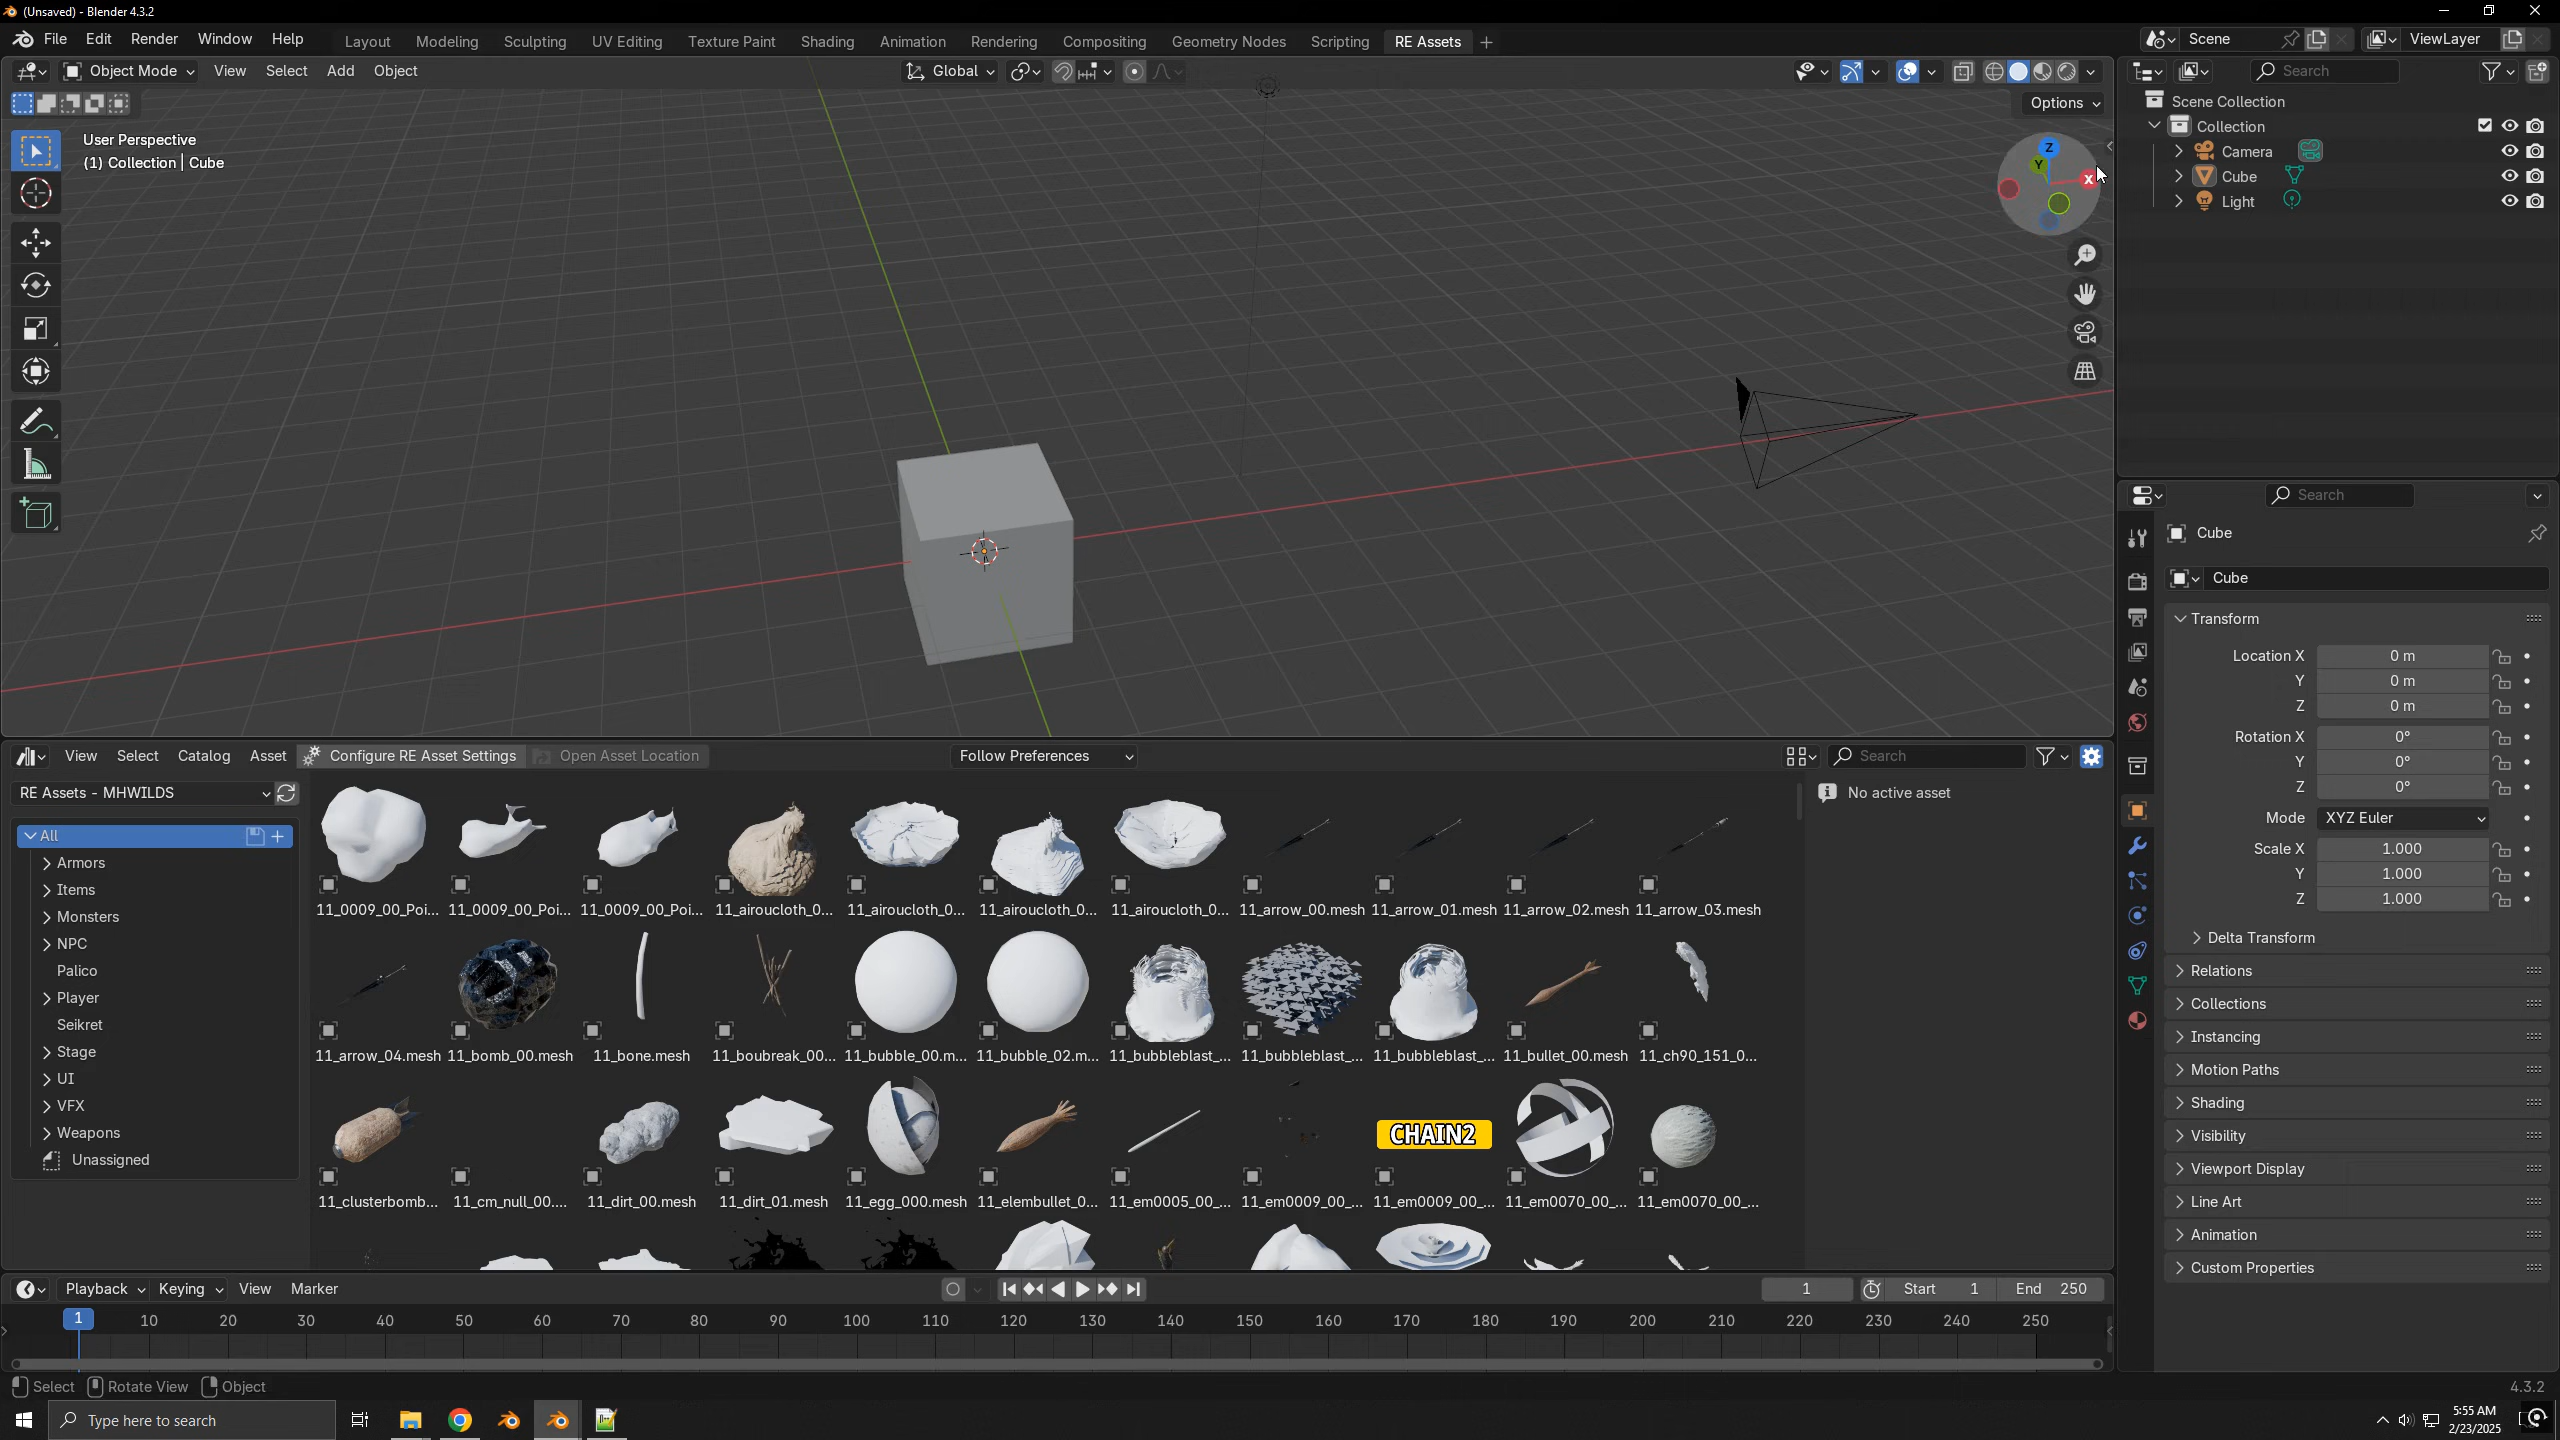 (Unsaved) - Blender 4.3.2
File Edit Render Window Help Layout Modeling Sculpting UV Editing Texture Paint Shading Animation Rendering Compositing Geometry Nodes Scripting RE Assets Scene ViewLayer
Object Mode View Select Add Object Global Search
Options
User Perspective
(1) Collection | Cube
Z
Y
X
Scene Collection
Collection
Camera
Cube
Light
Search
Cube
Cube
Transform
Location X 0 m
Y 0 m
Z 0 m
Rotation X 0°
Y 0°
Z 0°
Mode XYZ Euler
Scale X 1.000
Y 1.000
Z 1.000
Delta Transform
Relations
Collections
Instancing
Motion Paths
Shading
Visibility
Viewport Display
Line Art
Animation
Custom Properties
View Select Catalog Asset Configure RE Asset Settings Open Asset Location Follow Preferences Search
RE Assets - MHWILDS
All
Armors
Items
Monsters
NPC
Palico
Player
Seikret
Stage
UI
VFX
Weapons
Unassigned
No active asset
11_0009_00_Poi... 11_0009_00_Poi... 11_0009_00_Poi... 11_airoucloth_0... 11_airoucloth_0... 11_airoucloth_0... 11_airoucloth_0... 11_arrow_00.mesh 11_arrow_01.mesh 11_arrow_02.mesh 11_arrow_03.mesh
11_arrow_04.mesh 11_bomb_00.mesh 11_bone.mesh 11_boubreak_00... 11_bubble_00.m... 11_bubble_02.m... 11_bubbleblast_... 11_bubbleblast_... 11_bubbleblast_... 11_bullet_00.mesh 11_ch90_151_0...
CHAIN2
11_clusterbomb... 11_cm_null_00.... 11_dirt_00.mesh 11_dirt_01.mesh 11_egg_000.mesh 11_elembullet_0... 11_em0005_00_... 11_em0009_00_... 11_em0009_00_... 11_em0070_00_... 11_em0070_00_...
Playback Keying View Marker 1 Start 1 End 250
1 10 20 30 40 50 60 70 80 90 100 110 120 130 140 150 160 170 180 190 200 210 220 230 240 250
Select Rotate View Object 4.3.2
Type here to search
5:55 AM
2/23/2025